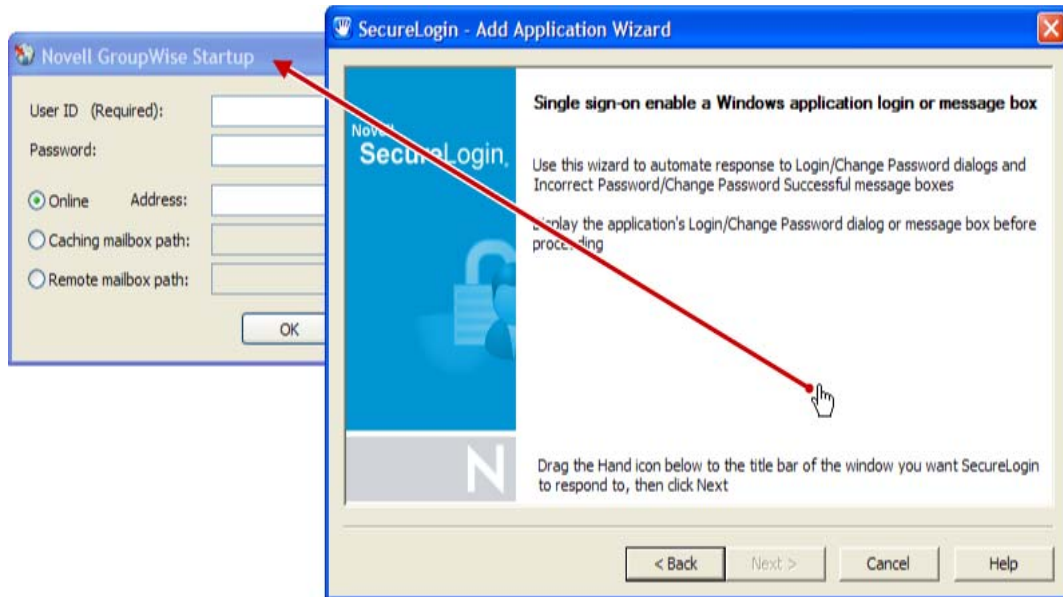 Novell GroupWise Startup
User ID (Required):
Password:
Online Address:
Caching mailbox path:
Remote mailbox path:
OK
SecureLogin - Add Application Wizard
Novell
SecureLogin.
Single sign-on enable a Windows application login or message box
Use this wizard to automate response to Login/Change Password dialogs and
Incorrect Password/Change Password Successful message boxes
Display the application's Login/Change Password dialog or message box before
proceeding
N
Drag the Hand icon below to the title bar of the window you want SecureLogin
to respond to, then click Next
< Back Next > Cancel Help